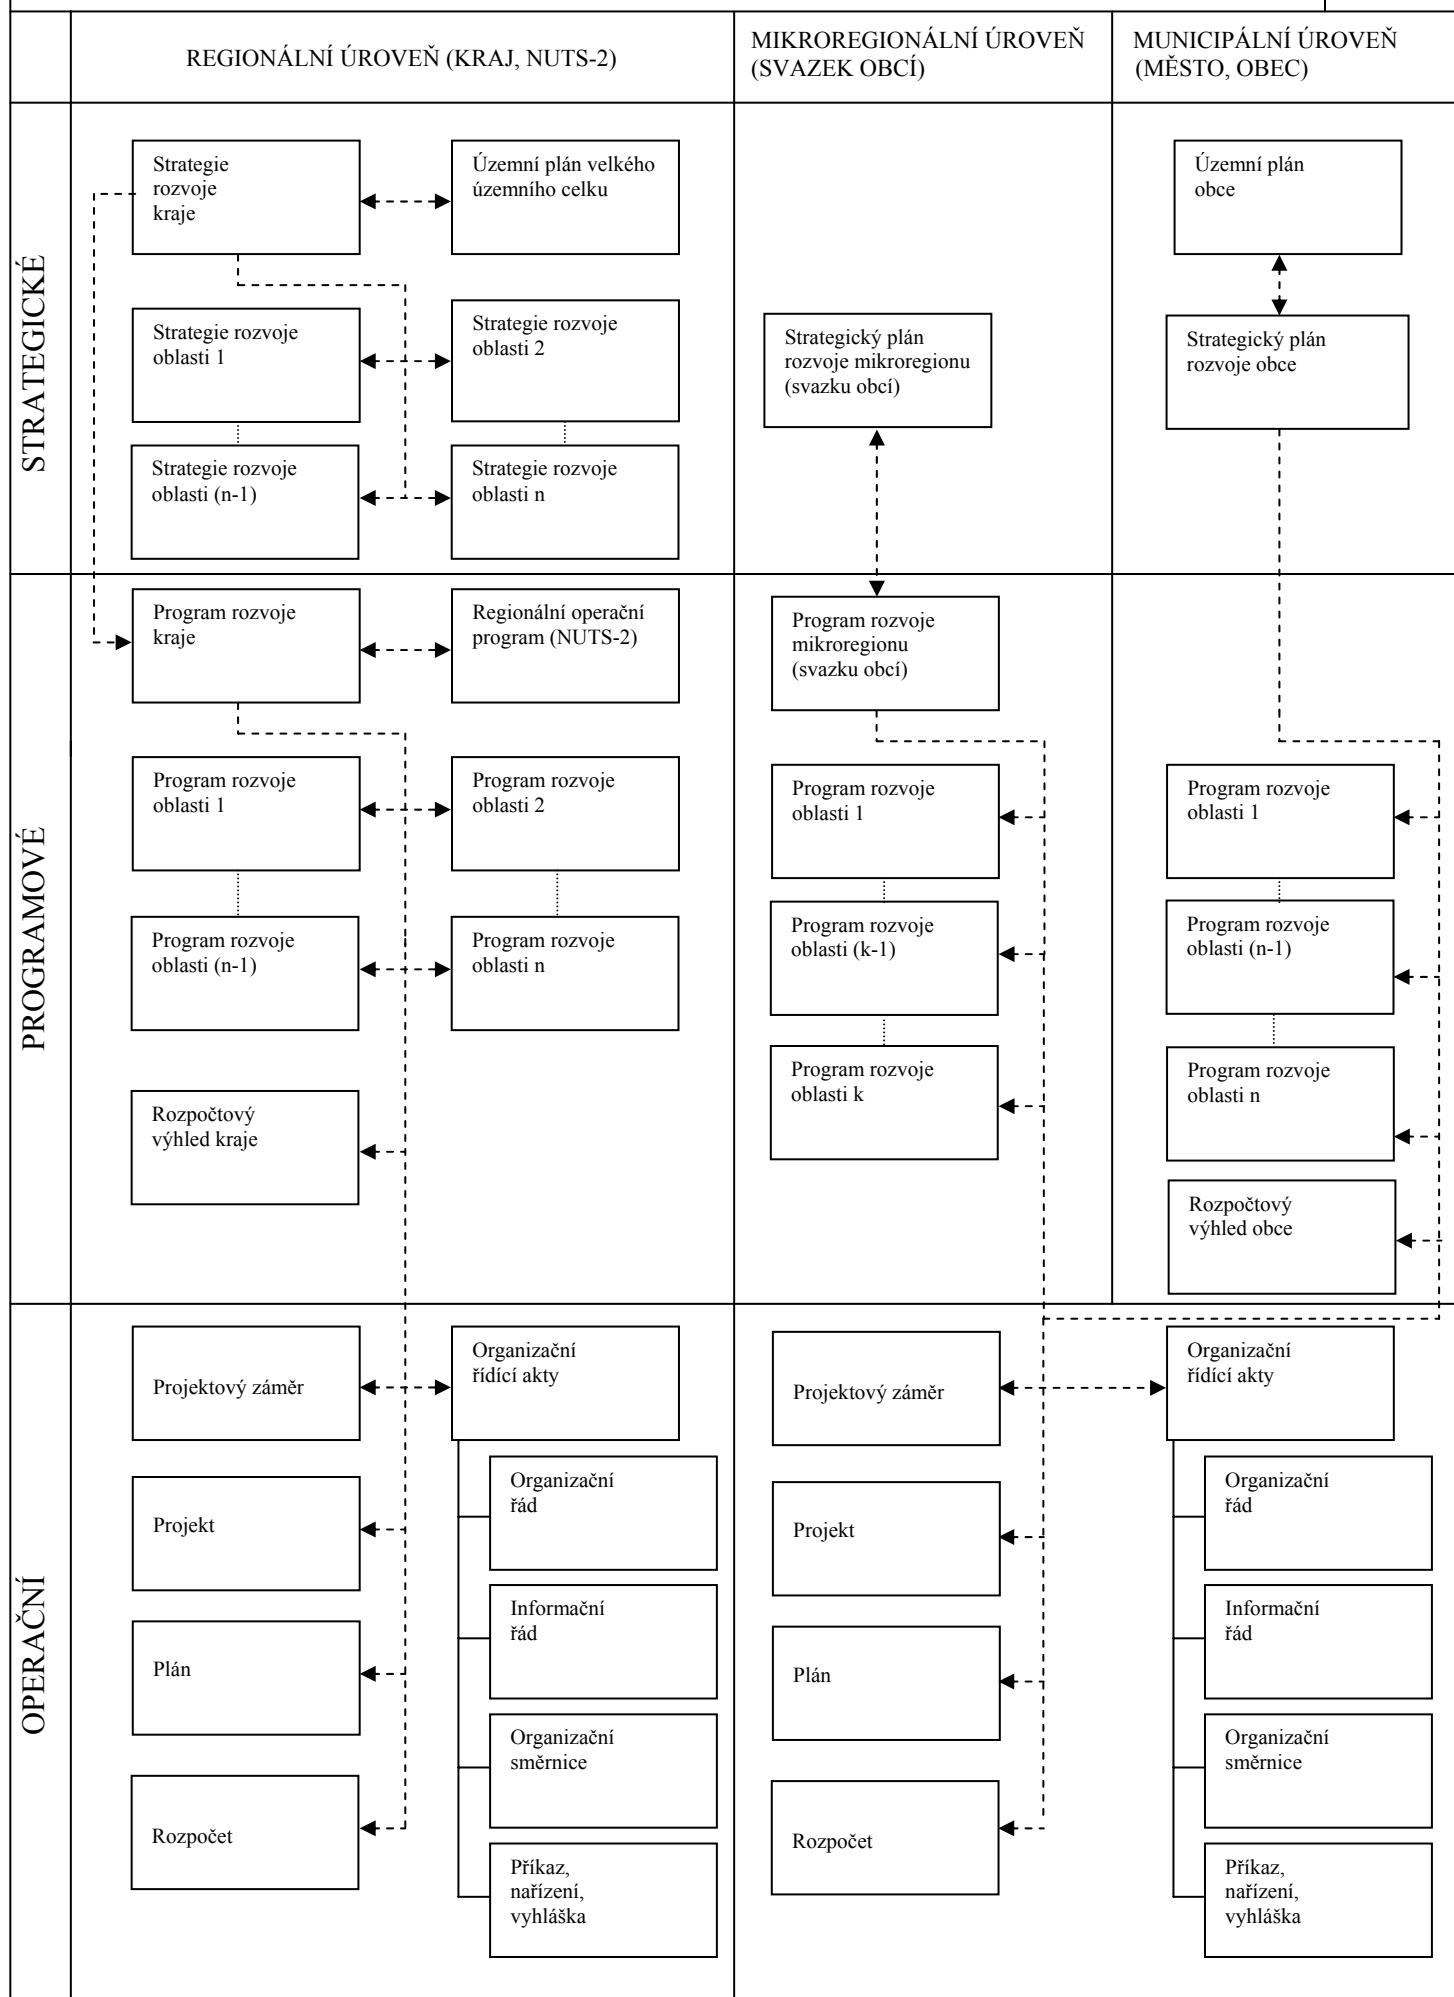 REGIONÁLNÍ ÚROVEŇ (KRAJ, NUTS-2)
MIKROREGIONÁLNÍ ÚROVEŇ
(SVAZEK OBCÍ)
MUNICIPÁLNÍ ÚROVEŇ
(MĚSTO, OBEC)
STRATEGICKÉ
Strategie
rozvoje
kraje
Územní plán velkého
územního celku
Strategie rozvoje
oblasti 1
Strategie rozvoje
oblasti 2
Strategie rozvoje
oblasti (n-1)
Strategie rozvoje
oblasti n
Strategický plán
rozvoje mikroregionu
(svazku obcí)
Územní plán
obce
Strategický plán
rozvoje obce
PROGRAMOVÉ
Program rozvoje
kraje
Regionální operační
program (NUTS-2)
Program rozvoje
oblasti 1
Program rozvoje
oblasti 2
Program rozvoje
oblasti (n-1)
Program rozvoje
oblasti n
Rozpočtový
výhled kraje
Program rozvoje
mikroregionu
(svazku obcí)
Program rozvoje
oblasti 1
Program rozvoje
oblasti (k-1)
Program rozvoje
oblasti k
Program rozvoje
oblasti 1
Program rozvoje
oblasti (n-1)
Program rozvoje
oblasti n
Rozpočtový
výhled obce
OPERAČNÍ
Projektový záměr
Projekt
Plán
Rozpočet
Organizační
řídící akty
Organizační
řád
Informační
řád
Organizační
směrnice
Příkaz,
nařízení,
vyhláška
Projektový záměr
Projekt
Plán
Rozpočet
Organizační
řídící akty
Organizační
řád
Informační
řád
Organizační
směrnice
Příkaz,
nařízení,
vyhláška